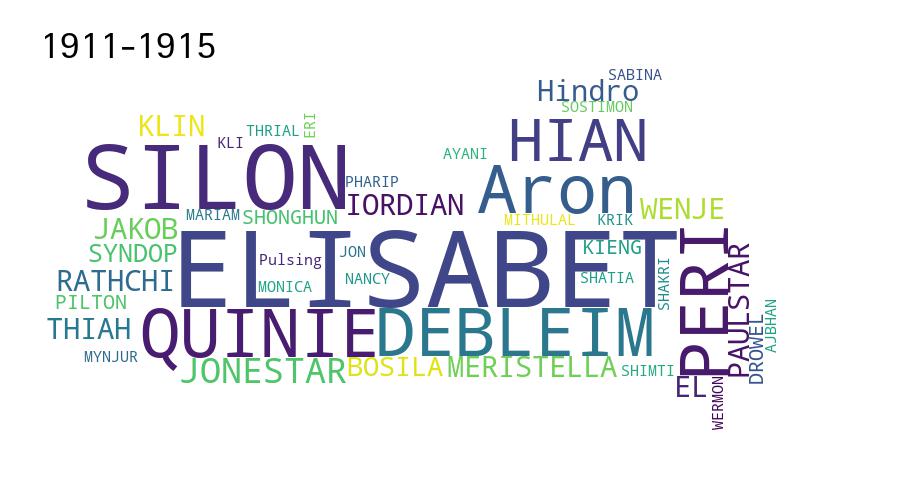 1911-1915
SABINA
Hindro
SOSTIMON
KLIN
KLI
THRIAL
ERI
HIAN
SILON
AYANI
PHARIP
IORDIAN
Aron
MARIAM
SHONGHUN
MITHULAL
KRIK
WENJE
JAKOB
SYNDOP
ELISABET
Pulsing
JON
KIENG
RATHCHI
MONICA
NANCY
SHATIA
SHAKRI
PERI
PAULSTAR
PILTON
THIAH
QUINIE
DEBLEIM
DROWEL
AJBHAN
MYNJUR
JONESTAR
BOSILA
MERISTELLA
SHIMTI
EL
WERMON